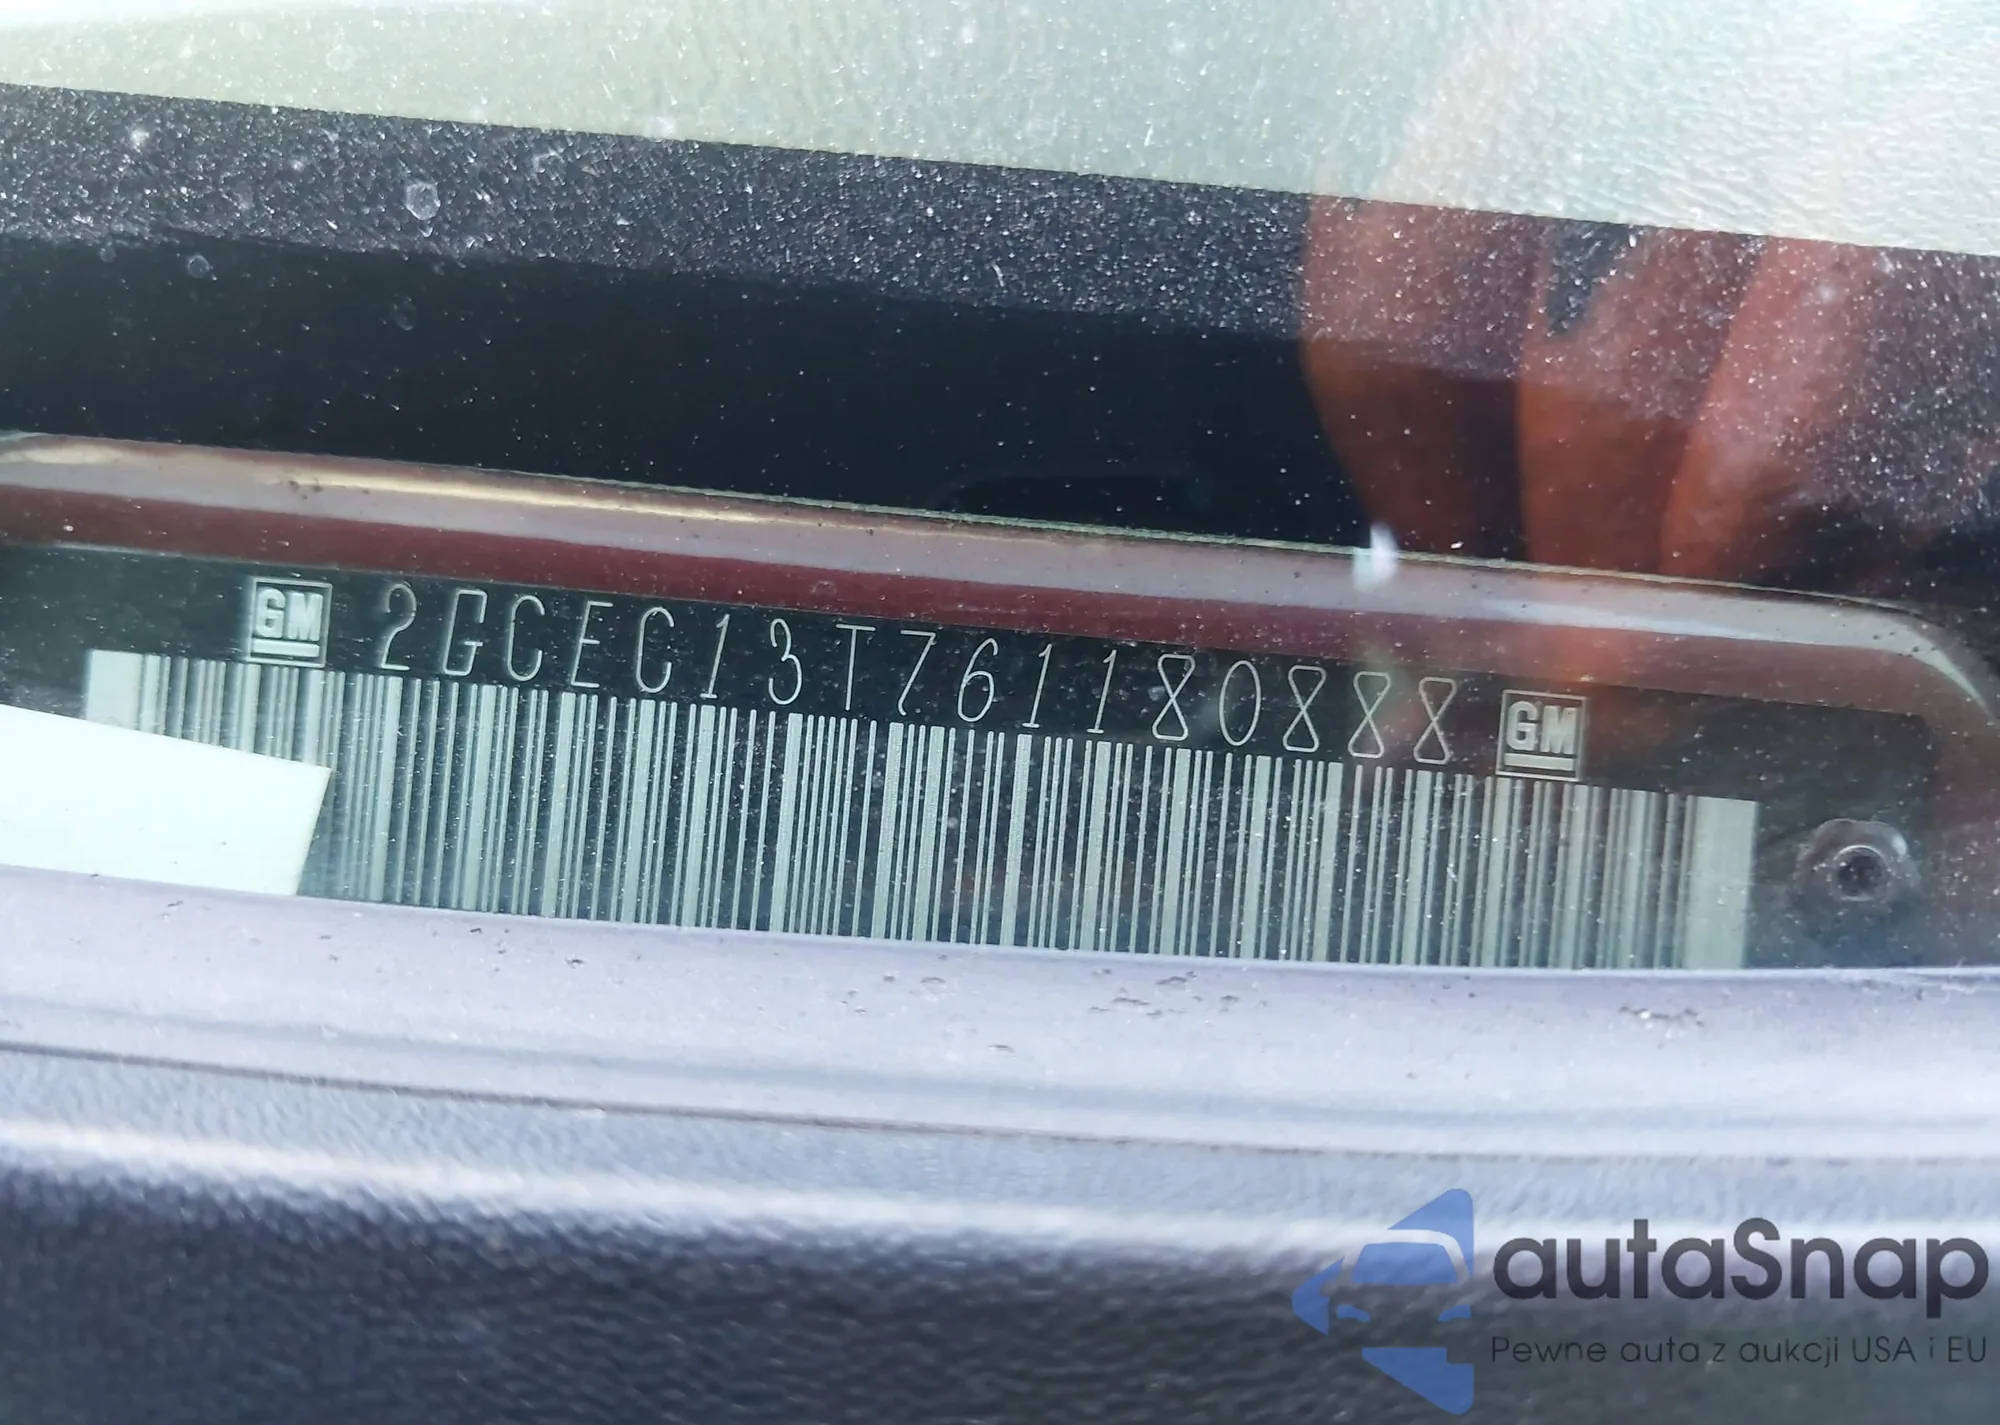 GM 2GCEC13T761180888 GM
autaSnap
Pewne auta z aukcji USA i EU